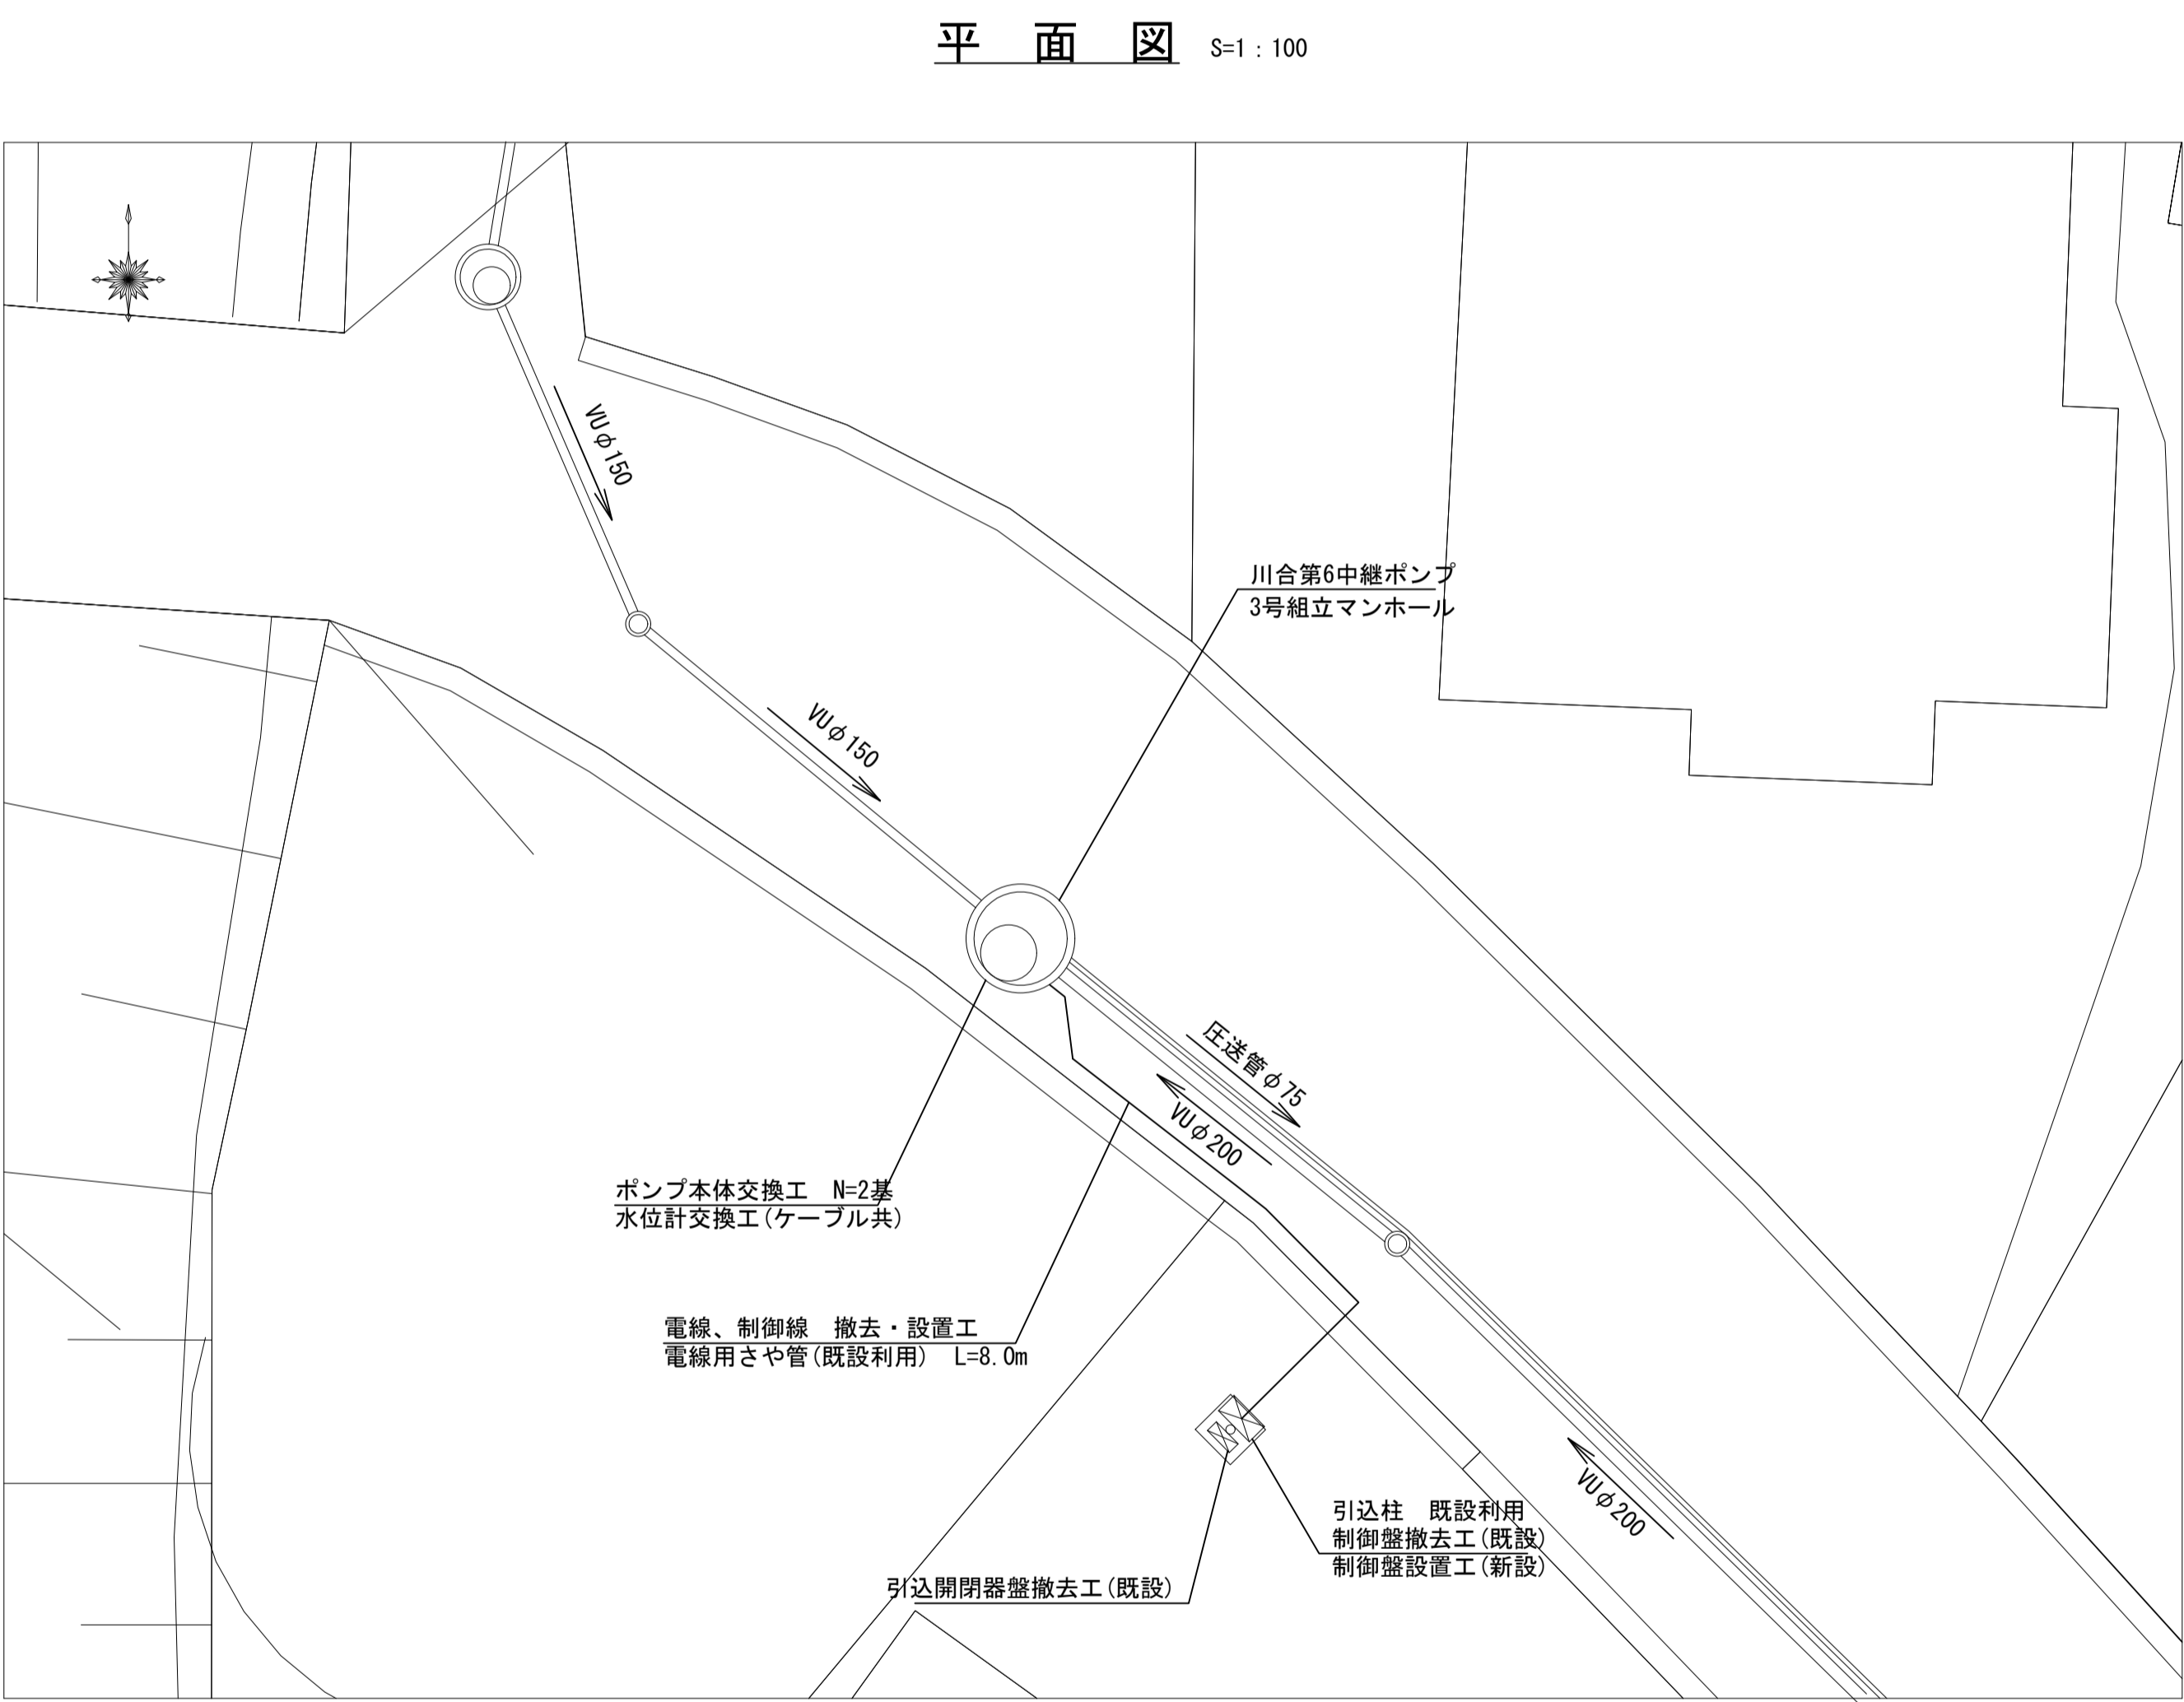 平　面　図 S=1：100
VUφ150
川合第6中継ポンプ
3号組立マンホール
VUφ150
圧送管φ75
VUφ200
ポンプ本体交換工　N=2基
水位計交換工(ケーブル共)
電線、制御線　撤去・設置工
電線用さや管(既設利用)　L=8.0m
VUφ200
引込柱　既設利用
制御盤撤去工(既設)
制御盤設置工(新設)
引込開閉器盤撤去工(既設)